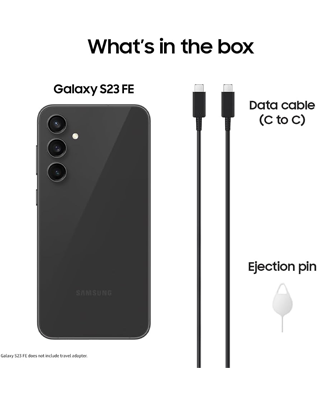 What's in the box
Galaxy S23 FE
Data cable
(C to C)
SAMSUNG
Ejection pin
Galaxy S23 FE does not include travel adapter.